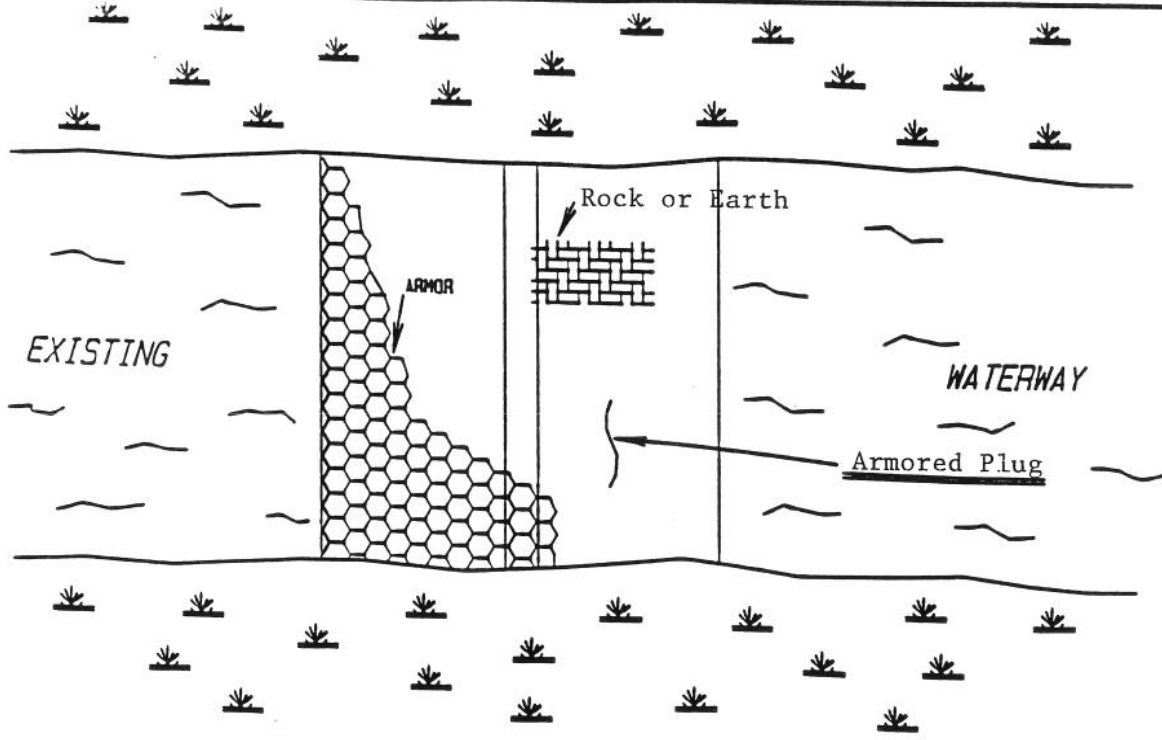 Rock or Earth
ARMOR
EXISTING
WATERWAY
Armored Plug